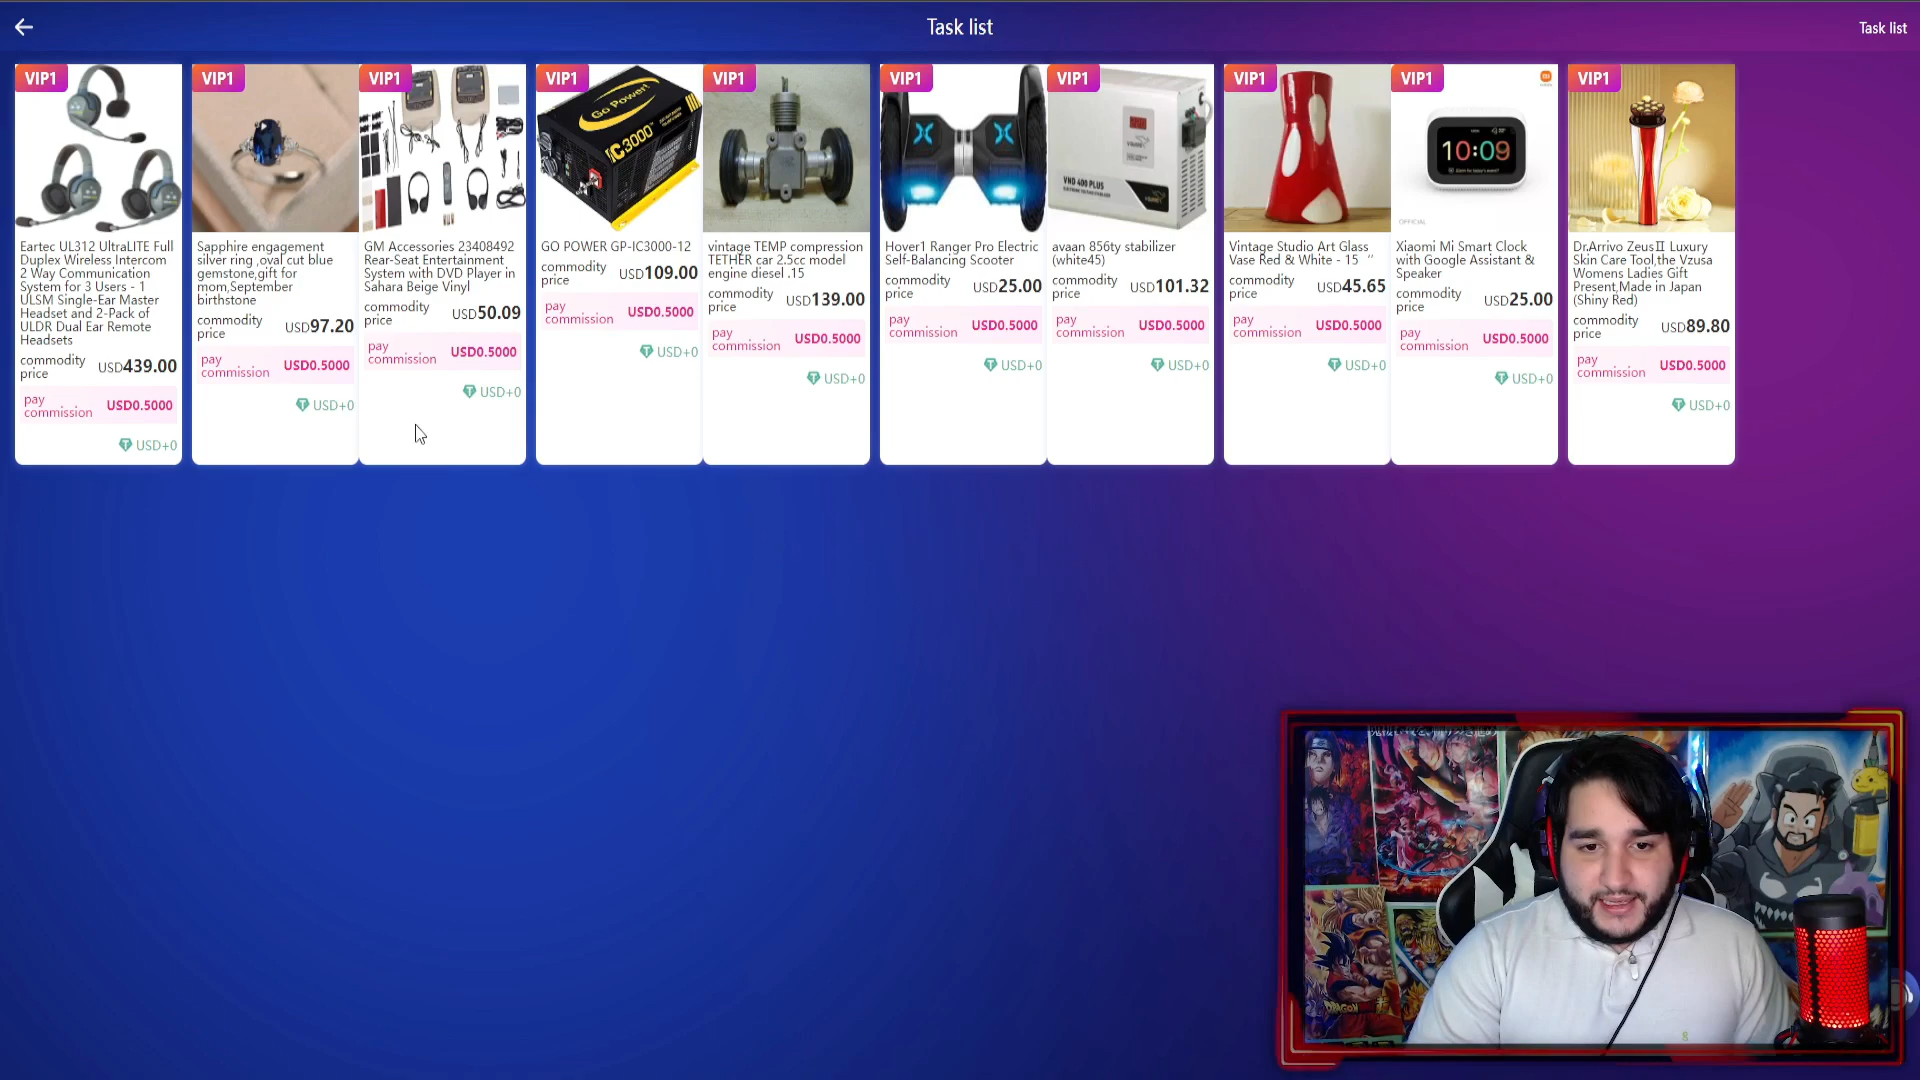 Task list
Task list
VIP1
Eartec UL312 UltraLITE Full
Duplex Wireless Intercom
2 Way Communication
System for 3 Users - 1
ULSM Single-Ear Master
Headset and 2-Pack of
ULDR Dual Ear Remote
Headsets
commodity
price
USD439.00
pay
commission
USD0.5000
USD+0
VIP1
Sapphire engagement
silver ring ,oval cut blue
gemstone,gift for
mom,September
birthstone
commodity
price
USD97.20
pay
commission
USD0.5000
USD+0
VIP1
GM Accessories 23408492
Rear-Seat Entertainment
System with DVD Player in
Sahara Beige Vinyl
commodity
price
USD50.09
pay
commission
USD0.5000
USD+0
VIP1
Go Power!
IC3000
GO POWER GP-IC3000-12
commodity
price
USD109.00
pay
commission
USD0.5000
USD+0
VIP1
vintage TEMP compression
TETHER car 2.5cc model
engine diesel .15
commodity
price
USD139.00
pay
commission
USD0.5000
USD+0
VIP1
Hover1 Ranger Pro Electric
Self-Balancing Scooter
commodity
price
USD25.00
pay
commission
USD0.5000
USD+0
VIP1
VND 400 PLUS
avaan 856ty stabilizer
(white45)
commodity
price
USD101.32
pay
commission
USD0.5000
USD+0
VIP1
Vintage Studio Art Glass
Vase Red & White - 15 “
commodity
price
USD45.65
pay
commission
USD0.5000
USD+0
VIP1
10:09
OFFICIAL
Xiaomi Mi Smart Clock
with Google Assistant &
Speaker
commodity
price
USD25.00
pay
commission
USD0.5000
USD+0
VIP1
Dr.Arrivo ZeusⅡ Luxury
Skin Care Tool,the Vzusa
Womens Ladies Gift
Present,Made in Japan
(Shiny Red)
commodity
price
USD89.80
pay
commission
USD0.5000
USD+0
DRAGON